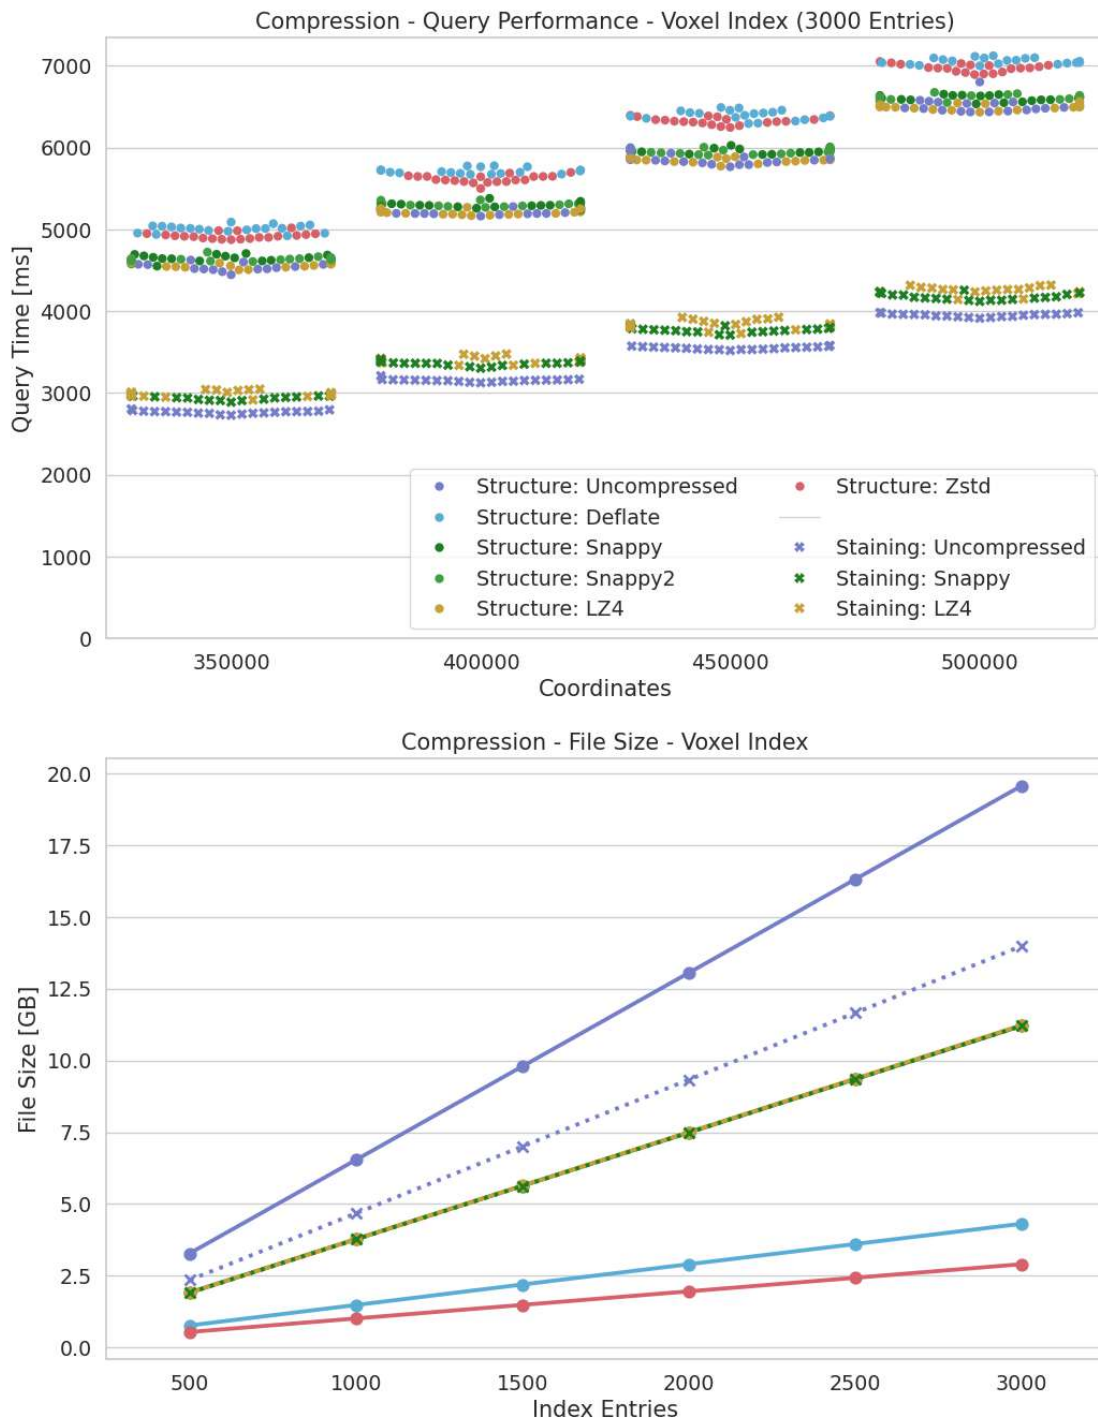 Compression - Query Performance - Voxel Index (3000 Entries)
7000
6000
5000
4000
3000
2000
1000
0
Query Time [ms]
Structure: Uncompressed
Structure: Deflate
Structure: Snappy
Structure: Snappy2
Structure: LZ4
Structure: Zstd
Staining: Uncompressed
Staining: Snappy
Staining: LZ4
350000 400000 450000 500000
Coordinates
Compression - File Size - Voxel Index
20.0
17.5
15.0
12.5
10.0
7.5
5.0
2.5
0.0
File Size [GB]
500 1000 1500 2000 2500 3000
Index Entries